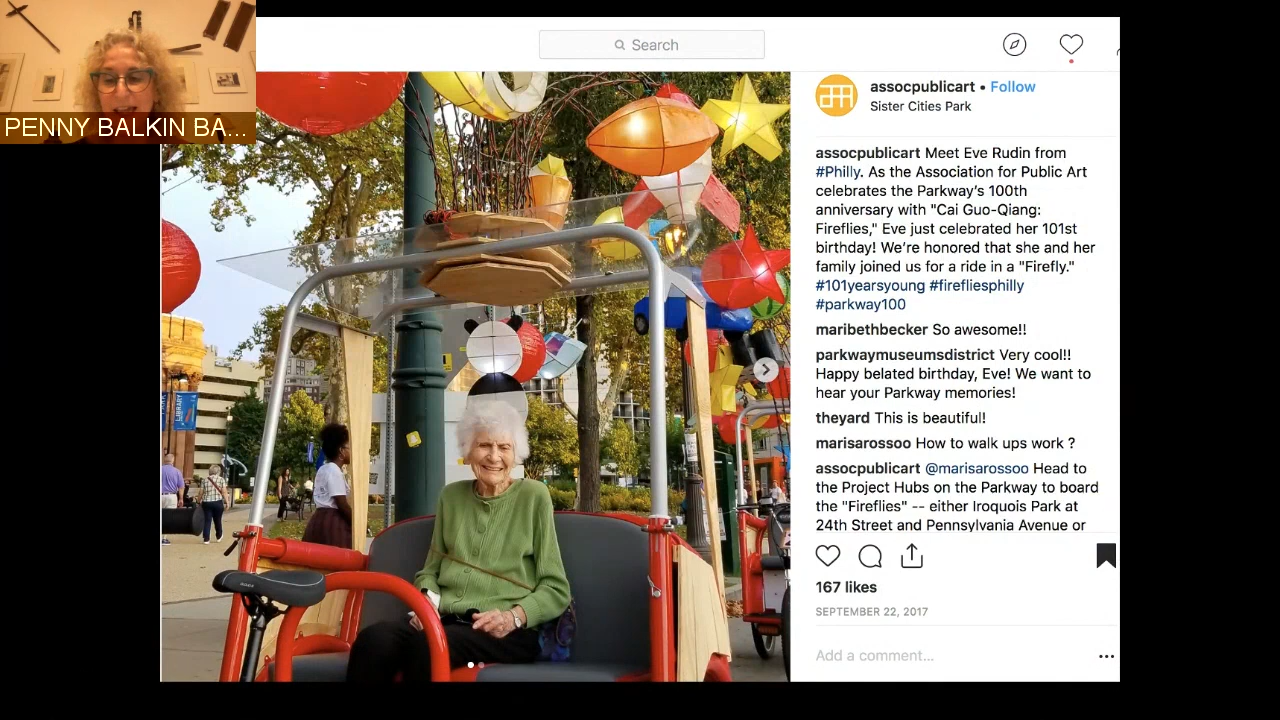 PENNY BALKIN BA...
Search
assocpublicart • Follow
Sister Cities Park
assocpublicart Meet Eve Rudin from
#Philly. As the Association for Public Art
celebrates the Parkway's 100th
anniversary with "Cai Guo-Qiang:
Fireflies," Eve just celebrated her 101st
birthday! We're honored that she and her
family joined us for a ride in a "Firefly."
#101yearsyoung #firefliesphilly
#parkway100
maribethbecker So awesome!!
parkwaymuseumsdistrict Very cool!!
Happy belated birthday, Eve! We want to
hear your Parkway memories!
theyard This is beautiful!
marisarossoo How to walk ups work ?
assocpublicart @marisarossoo Head to
the Project Hubs on the Parkway to board
the "Fireflies" -- either Iroquois Park at
24th Street and Pennsylvania Avenue or
167 likes
SEPTEMBER 22, 2017
Add a comment...
LIBRARY